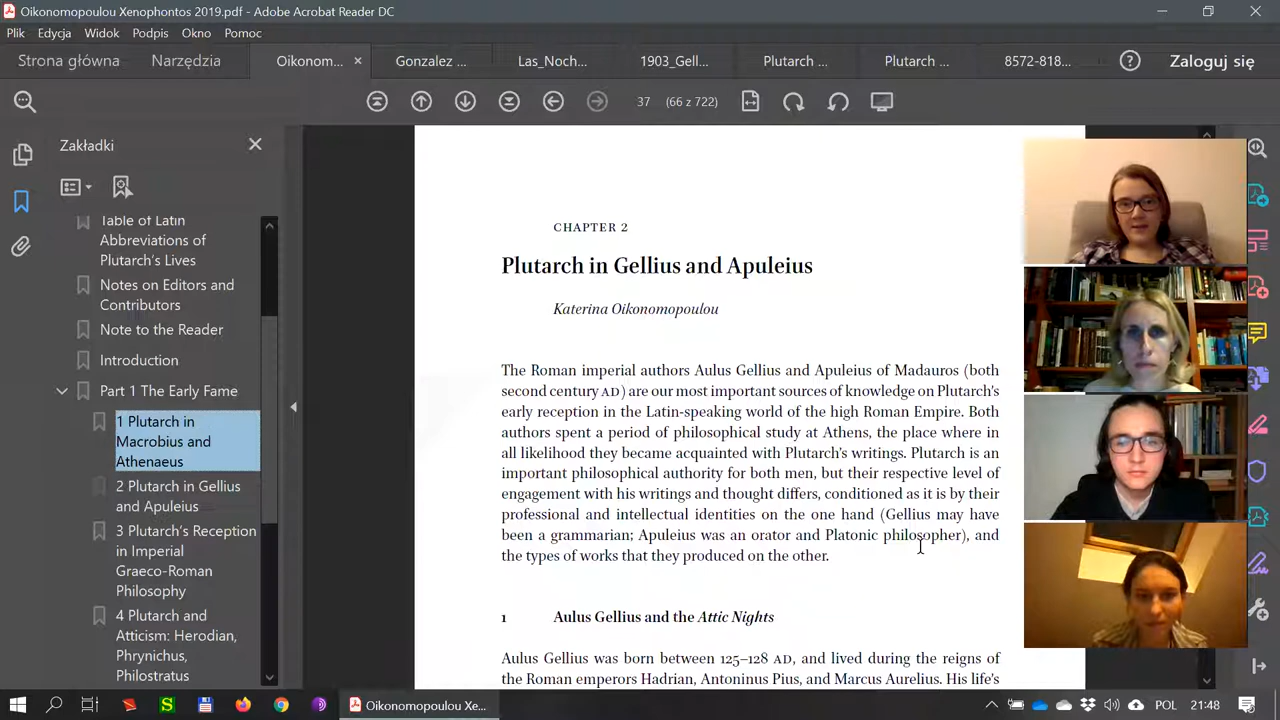 Oikonomopoulou Xenophontos 2019.pdf - Adobe Acrobat Reader DC
Plik Edycja Widok Podpis Okno Pomoc
Strona główna Narzędzia Oikonom... × Gonzalez ... Las_Noch... 1903_Gell... Plutarch ... Plutarch ... 8572-818... ? Zaloguj się
37 (66 z 722)
Zakładki
Table of Latin
Abbreviations of
Plutarch's Lives
Notes on Editors and
Contributors
Note to the Reader
Introduction
Part 1 The Early Fame
1 Plutarch in
Macrobius and
Athenaeus
2 Plutarch in Gellius
and Apuleius
3 Plutarch's Reception
in Imperial
Graeco-Roman
Philosophy
4 Plutarch and
Atticism: Herodian,
Phrynichus,
Philostratus
CHAPTER 2
Plutarch in Gellius and Apuleius
Katerina Oikonomopoulou
The Roman imperial authors Aulus Gellius and Apuleius of Madauros (both
second century AD) are our most important sources of knowledge on Plutarch's
early reception in the Latin-speaking world of the high Roman Empire. Both
authors spent a period of philosophical study at Athens, the place where in
all likelihood they became acquainted with Plutarch's writings. Plutarch is an
important philosophical authority for both men, but their respective level of
engagement with his writings and thought differs, conditioned as it is by their
professional and intellectual identities on the one hand (Gellius may have
been a grammarian; Apuleius was an orator and Platonic philosopher), and
the types of works that they produced on the other.
1 Aulus Gellius and the Attic Nights
Aulus Gellius was born between 125–128 AD, and lived during the reigns of
the Roman emperors Hadrian, Antoninus Pius, and Marcus Aurelius. His life's
Oikonomopoulou Xe...
POL 21:48